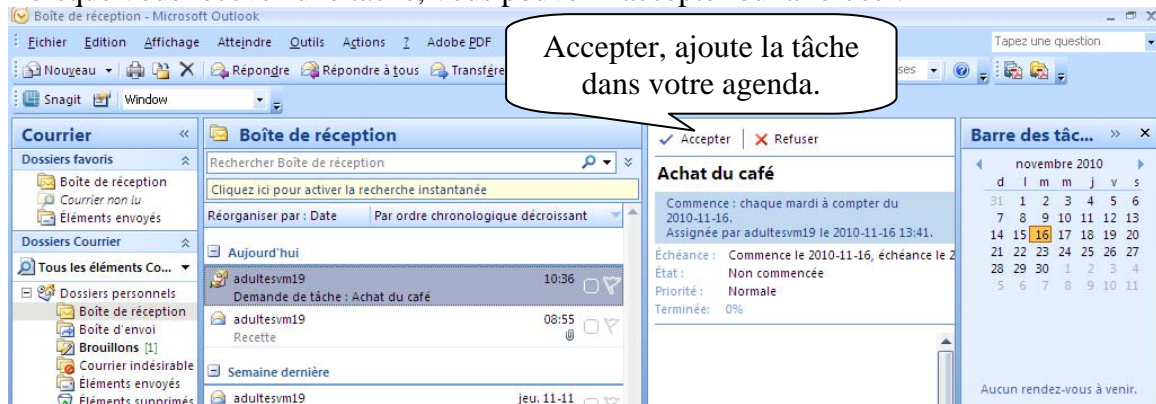 Boîte de réception - Microsoft Outlook
Fichier Edition Affichage Atteindre Outils Actions ? Adobe PDF
Tapez une question
Accepter, ajoute la tâche
dans votre agenda.
Nouveau Répondre Répondre à tous Transfére
Snagit Window
Courrier «
Dossiers favoris
Boîte de réception
Courrier non lu
Éléments envoyés
Dossiers Courrier
Tous les éléments Co...
Dossiers personnels
Boîte de réception
Boîte d'envoi
Brouillons [1]
Courrier indésirable
Éléments envoyés
Éléments supprimés
Boîte de réception
Rechercher Boîte de réception
Cliquez ici pour activer la recherche instantanée
Réorganiser par : Date Par ordre chronologique décroissant
Aujourd'hui
adultesvm19 10:36
Demande de tâche : Achat du café
adultesvm19 08:55
Recette
Semaine dernière
adultesvm19 jeu. 11-11
Accepter Refuser
Achat du café
Commence : chaque mardi à compter du
2010-11-16.
Assignée par adultesvm19 le 2010-11-16 13:41.
Échéance : Commence le 2010-11-16, échéance le 2
État : Non commencée
Priorité : Normale
Terminée: 0%
Barre des tâc... » ×
novembre 2010
d l m m j v s
31 1 2 3 4 5 6
7 8 9 10 11 12 13
14 15 16 17 18 19 20
21 22 23 24 25 26 27
28 29 30 1 2 3 4
5 6 7 8 9 10 11
Aucun rendez-vous à venir.